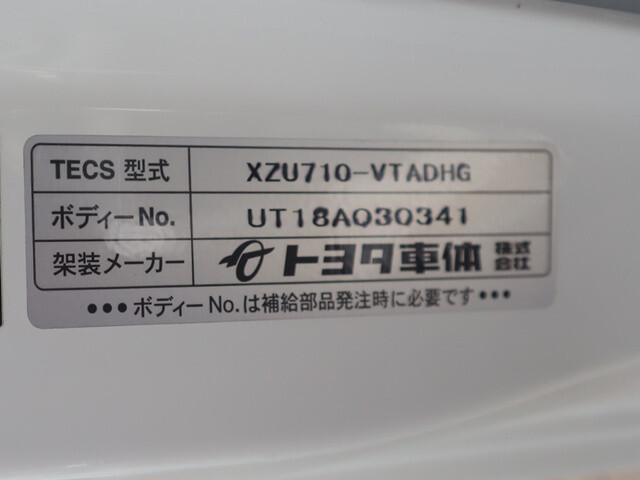 TECS 型式 XZU710-VTADHG
ボディーNo. UT18A030341
架装メーカー トヨタ車体 株式会社
●●●ボディーNo.は補給部品発注時に必要です●●●